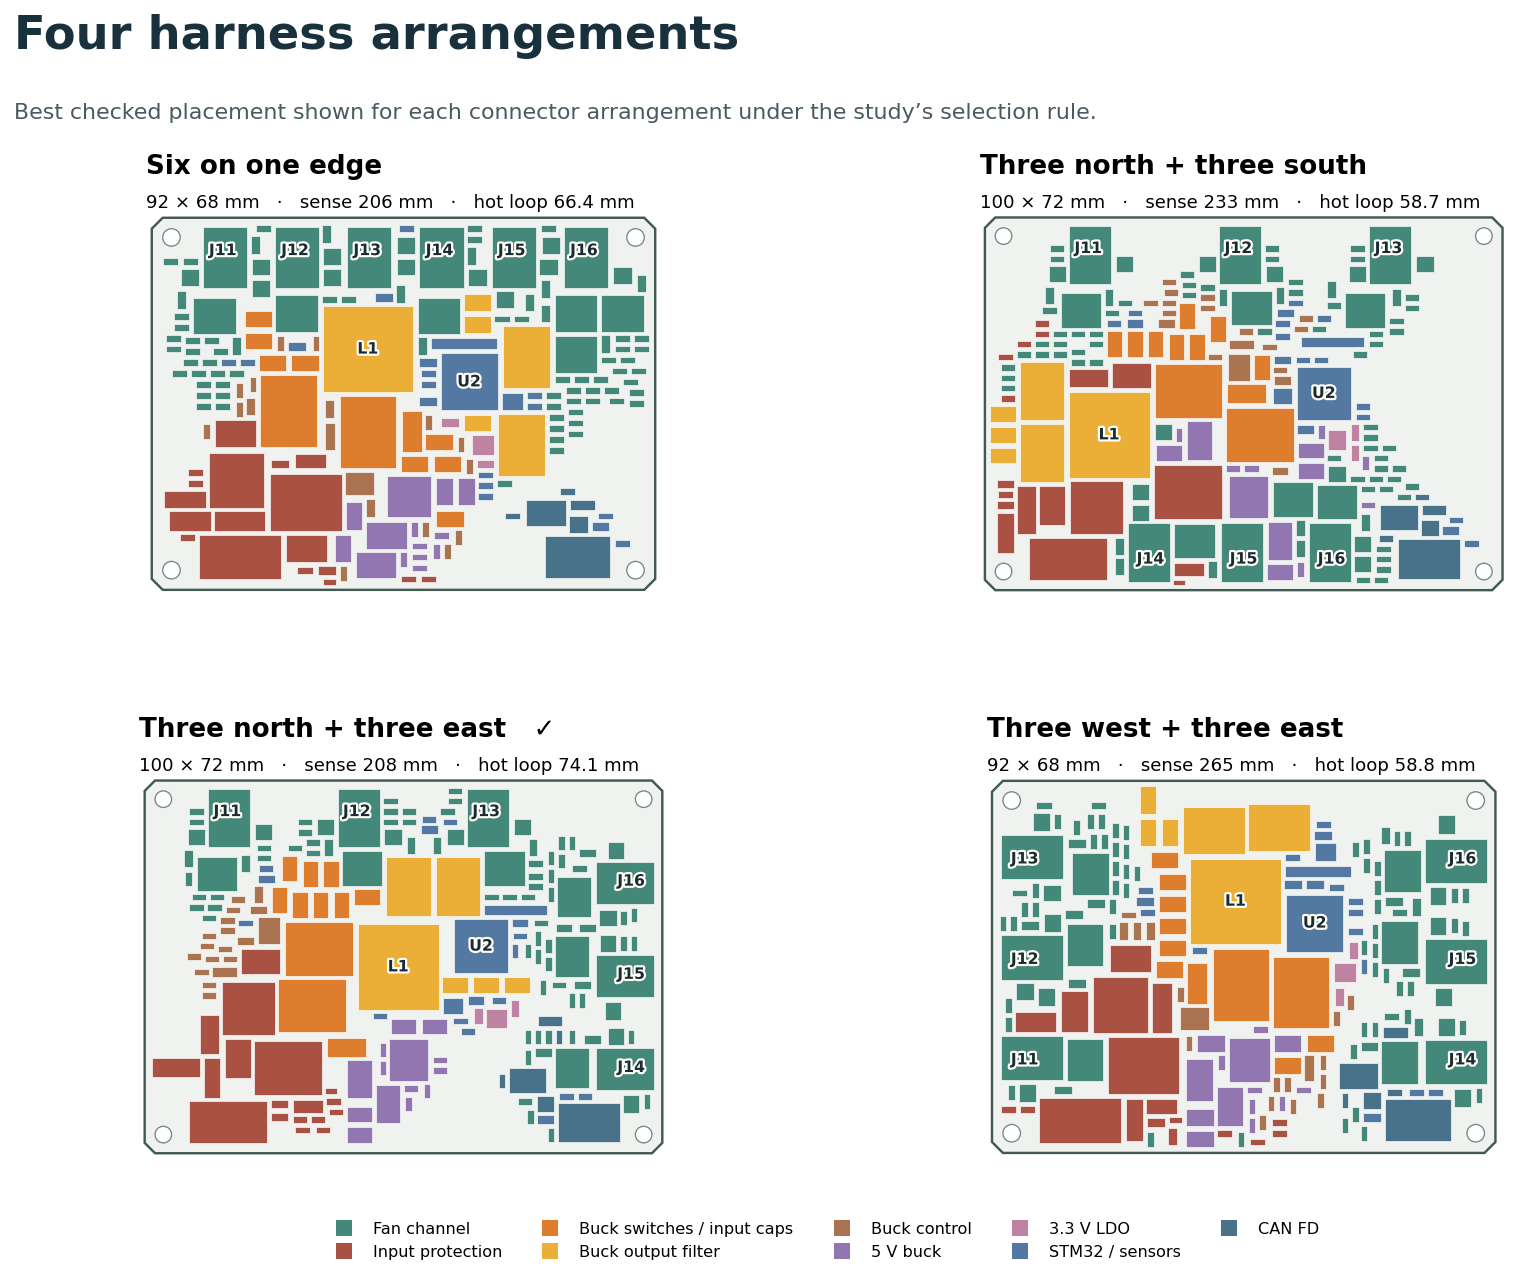 Four harness arrangements
Best checked placement shown for each connector arrangement under the study’s selection rule.
Six on one edge
92 × 68 mm · sense 206 mm · hot loop 66.4 mm
J11 J12 J13 J14 J15 J16
L1
U2
Three north + three south
100 × 72 mm · sense 233 mm · hot loop 58.7 mm
J11 J12 J13
U2
L1
J14 J15 J16
Three north + three east ✓
100 × 72 mm · sense 208 mm · hot loop 74.1 mm
J11 J12 J13
J16
U2
L1
J15
J14
Three west + three east
92 × 68 mm · sense 265 mm · hot loop 58.8 mm
J13 J16
L1
U2
J12 J15
J11 J14
Fan channel Buck switches / input caps Buck control 3.3 V LDO CAN FD
Input protection Buck output filter 5 V buck STM32 / sensors